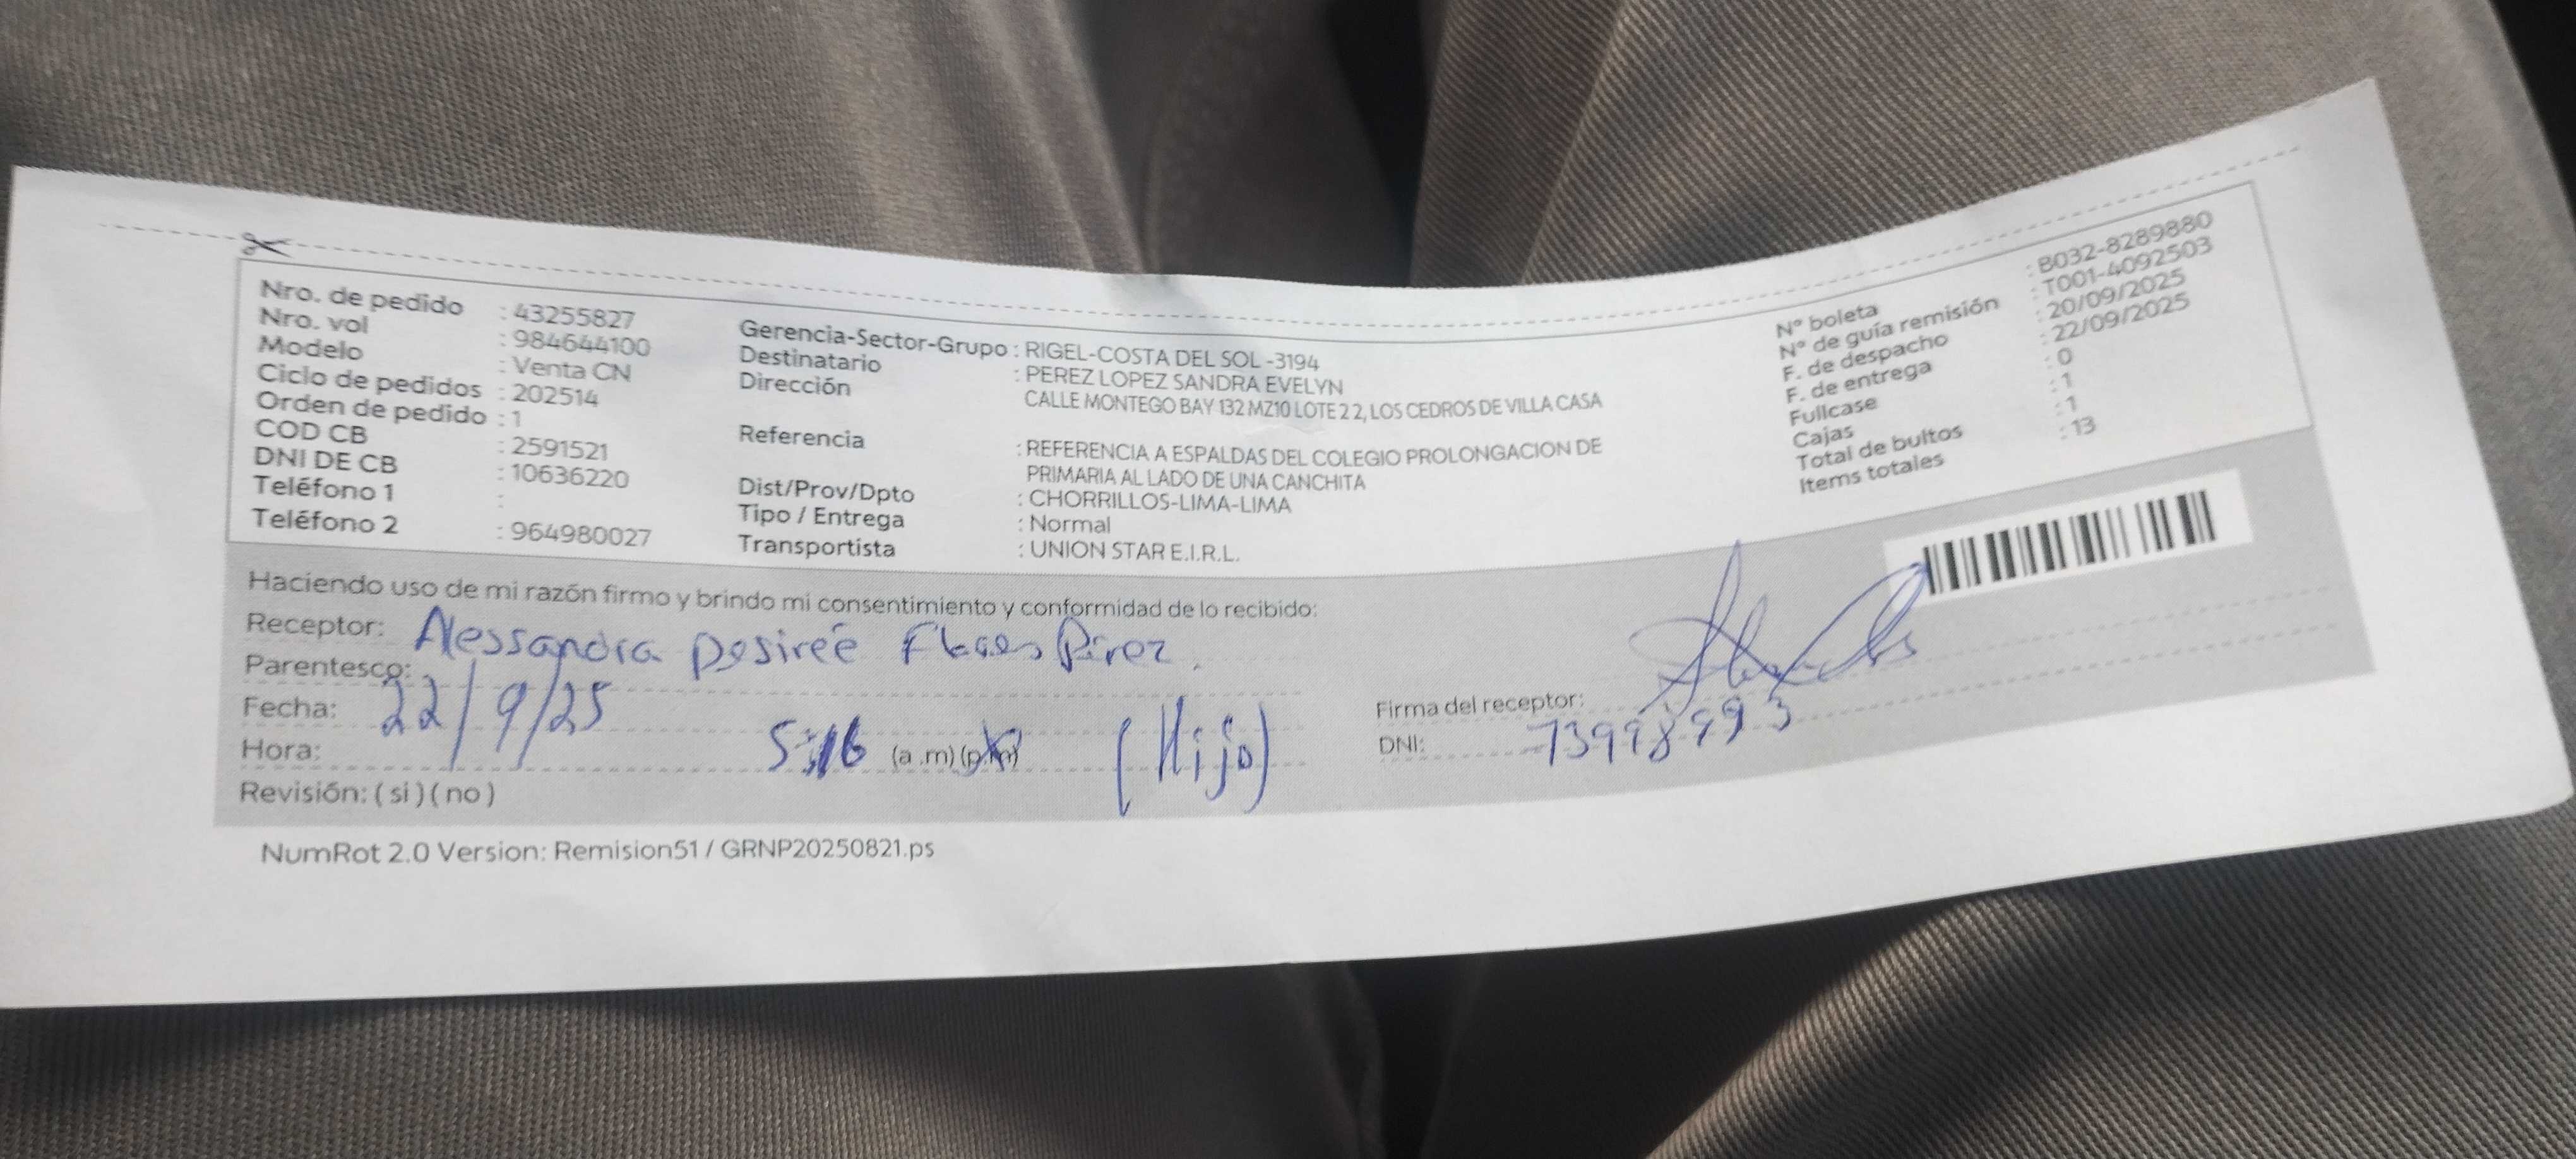 Nro. de pedido : 43255827
Nro. vol : 984644100
Modelo : Venta CN
Ciclo de pedidos : 202514
Orden de pedido : 1
COD CB : 2591521
DNI DE CB : 10636220
Teléfono 1 :
Teléfono 2 : 964980027
Gerencia-Sector-Grupo : RIGEL-COSTA DEL SOL -3194
Destinatario : PEREZ LOPEZ SANDRA EVELYN
Dirección CALLE MONTEGO BAY 132 MZ10 LOTE 2 2, LOS CEDROS DE VILLA CASA
Referencia : REFERENCIA A ESPALDAS DEL COLEGIO PROLONGACION DE
PRIMARIA AL LADO DE UNA CANCHITA
Dist/Prov/Dpto : CHORRILLOS-LIMA-LIMA
Tipo / Entrega : Normal
Transportista : UNION STAR E.I.R.L.
N° boleta : B032-8289880
N° de guía remisión : T001-4092503
F. de despacho : 20/09/2025
F. de entrega : 22/09/2025
Fullcase : 0
Cajas : 1
Total de bultos : 1
Items totales : 13
Haciendo uso de mi razón firmo y brindo mi consentimiento y conformidad de lo recibido:
Receptor: Alessandra Desireé Perez
Parentesco:
Fecha: 22/9/25
Hora: 5:16 (a .m) (p.m) (Hijo)
Revisión: ( si ) ( no )
Firma del receptor:
DNI: 73998993
NumRot 2.0 Version: Remision51 / GRNP20250821.ps